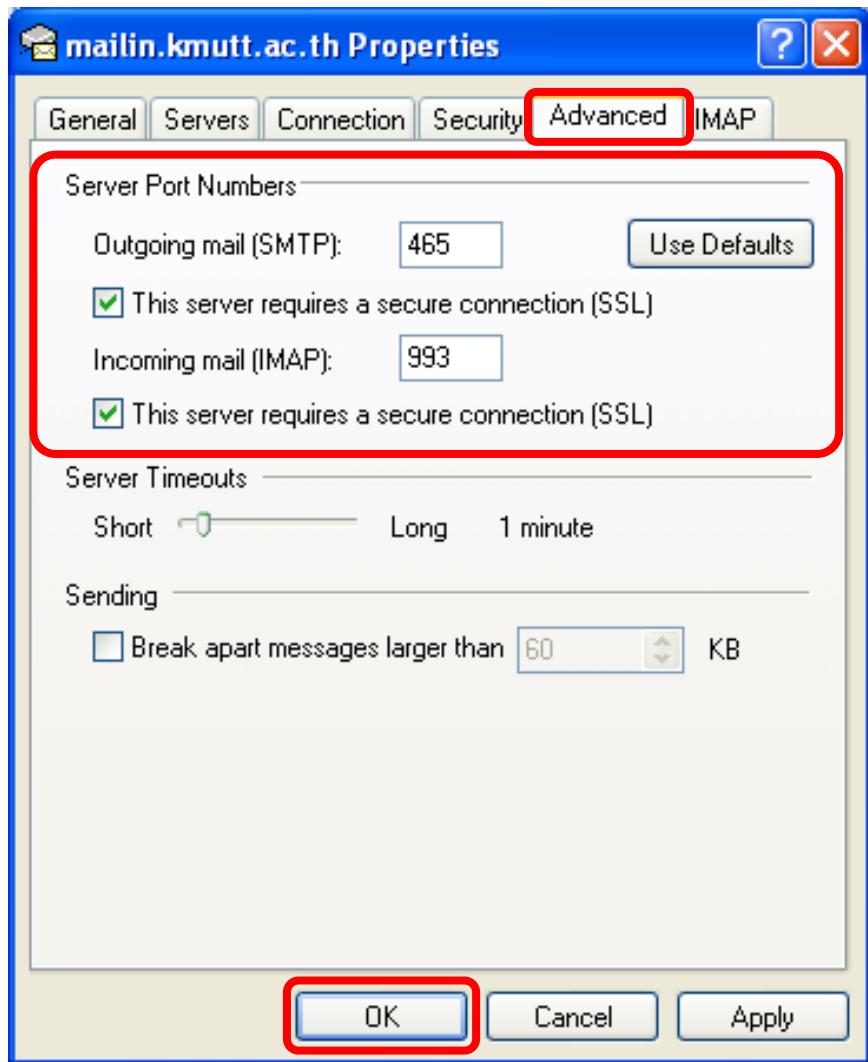 mailin.kmutt.ac.th Properties
General Servers Connection Security Advanced IMAP
Server Port Numbers
Outgoing mail (SMTP): 465 Use Defaults
This server requires a secure connection (SSL)
Incoming mail (IMAP): 993
This server requires a secure connection (SSL)
Server Timeouts
Short Long 1 minute
Sending
Break apart messages larger than 60 KB
OK Cancel Apply